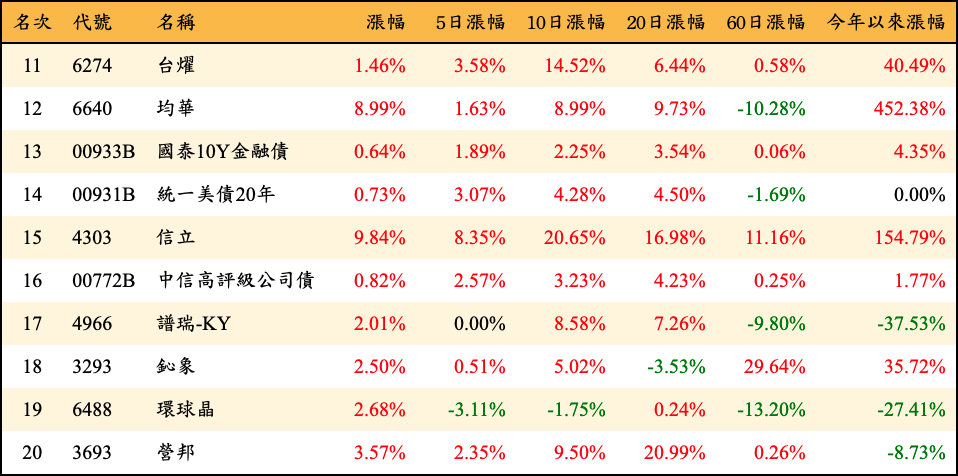 名次 代號 名稱 漲幅 5日漲幅 10日漲幅 20日漲幅 60日漲幅 今年以來漲幅
11 6274 台燿 1.46% 3.58% 14.52% 6.44% 0.58% 40.49%
12 6640 均華 8.99% 1.63% 8.99% 9.73% -10.28% 452.38%
13 00933B 國泰10Y金融債 0.64% 1.89% 2.25% 3.54% 0.06% 4.35%
14 00931B 統一美債20年 0.73% 3.07% 4.28% 4.50% -1.69% 0.00%
15 4303 信立 9.84% 8.35% 20.65% 16.98% 11.16% 154.79%
16 00772B 中信高評級公司債 0.82% 2.57% 3.23% 4.23% 0.25% 1.77%
17 4966 譜瑞-KY 2.01% 0.00% 8.58% 7.26% -9.80% -37.53%
18 3293 鈊象 2.50% 0.51% 5.02% -3.53% 29.64% 35.72%
19 6488 環球晶 2.68% -3.11% -1.75% 0.24% -13.20% -27.41%
20 3693 營邦 3.57% 2.35% 9.50% 20.99% 0.26% -8.73%